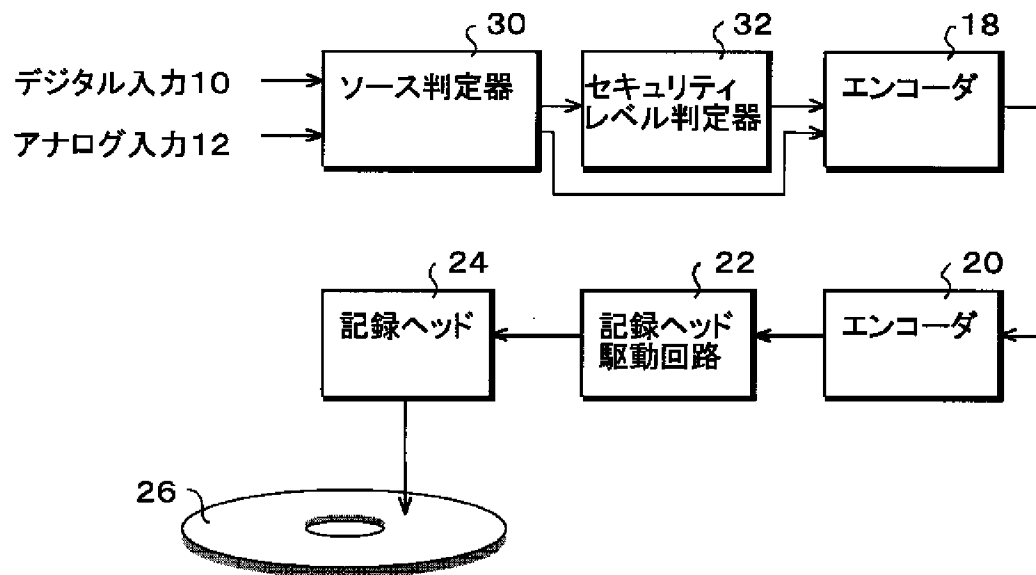 30
32
18
デジタル入力10
アナログ入力12
ソース判定器
セキュリティ
レベル判定器
エンコーダ
24
22
20
記録ヘッド
記録ヘッド
駆動回路
エンコーダ
26